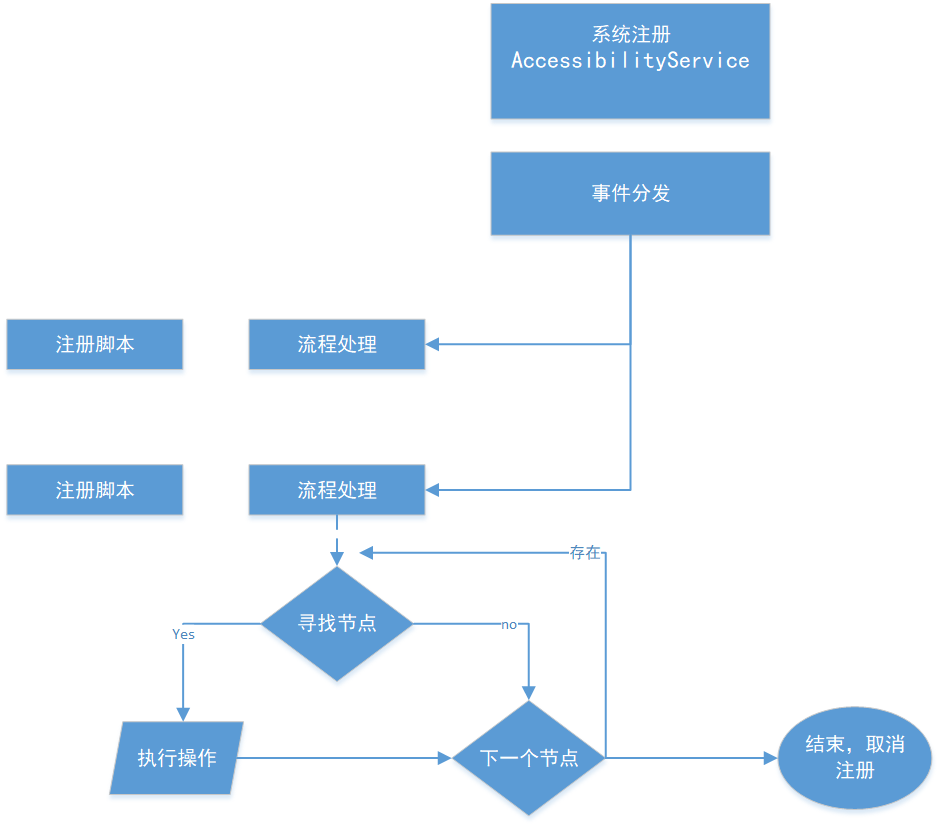 系统注册
AccessibilityService
事件分发
注册脚本
流程处理
注册脚本
流程处理
存在
寻找节点
Yes
no
执行操作
下一个节点
结束，取消
注册